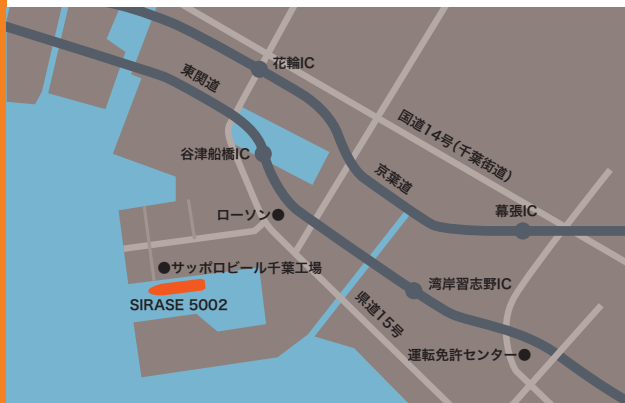 花輪IC
東関道
国道14号(千葉街道)
谷津船橋IC
京葉道
幕張IC
ローソン●
●サッポロビール千葉工場
湾岸習志野IC
SIRASE 5002
県道15号
運転免許センター●